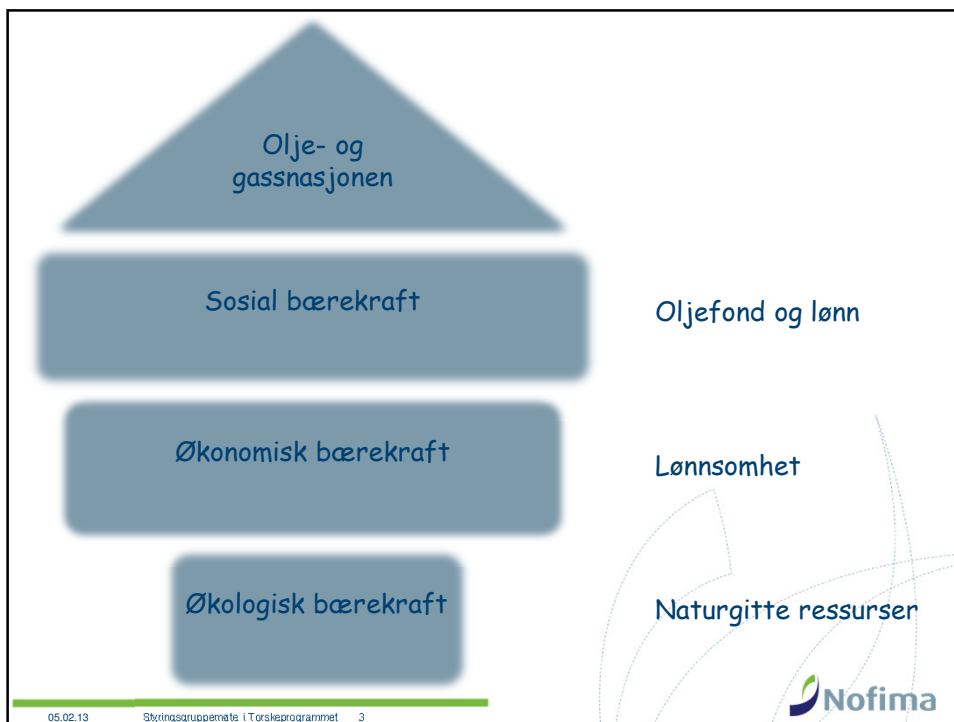 Olje- og
gassnasjonen
Sosial bærekraft
Oljefond og lønn
Økonomisk bærekraft
Lønnsomhet
Økologisk bærekraft
Naturgitte ressurser
05.02.13 Styringsgruppemøte i Torskeprogrammet 3
Nofima